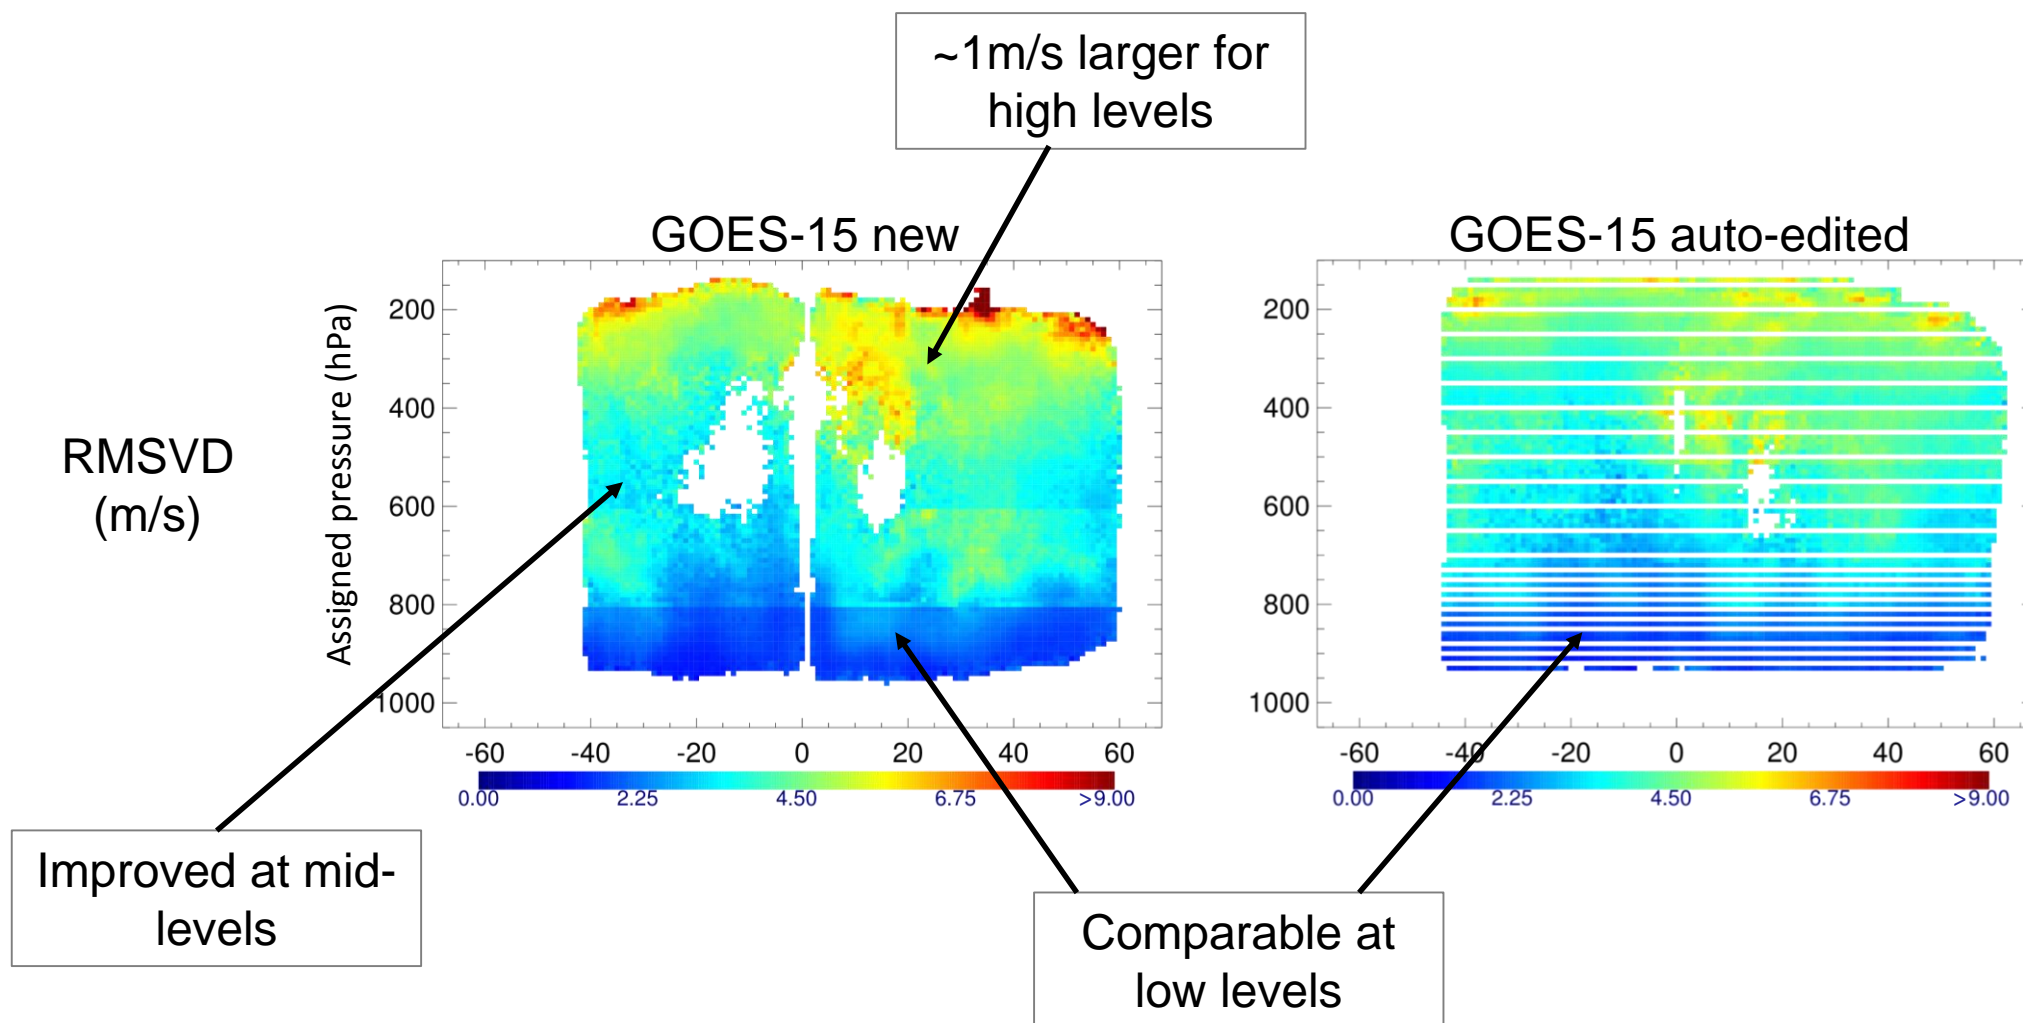 ~1m/s larger for
high levels
GOES-15 new
GOES-15 auto-edited
RMSVD
(m/s)
Assigned pressure (hPa)
200
400
600
800
1000
-60 -40 -20 0 20 40 60
0.00 2.25 4.50 6.75 >9.00
200
400
600
800
1000
-60 -40 -20 0 20 40 60
0.00 2.25 4.50 6.75 >9.00
Improved at mid-
levels
Comparable at
low levels